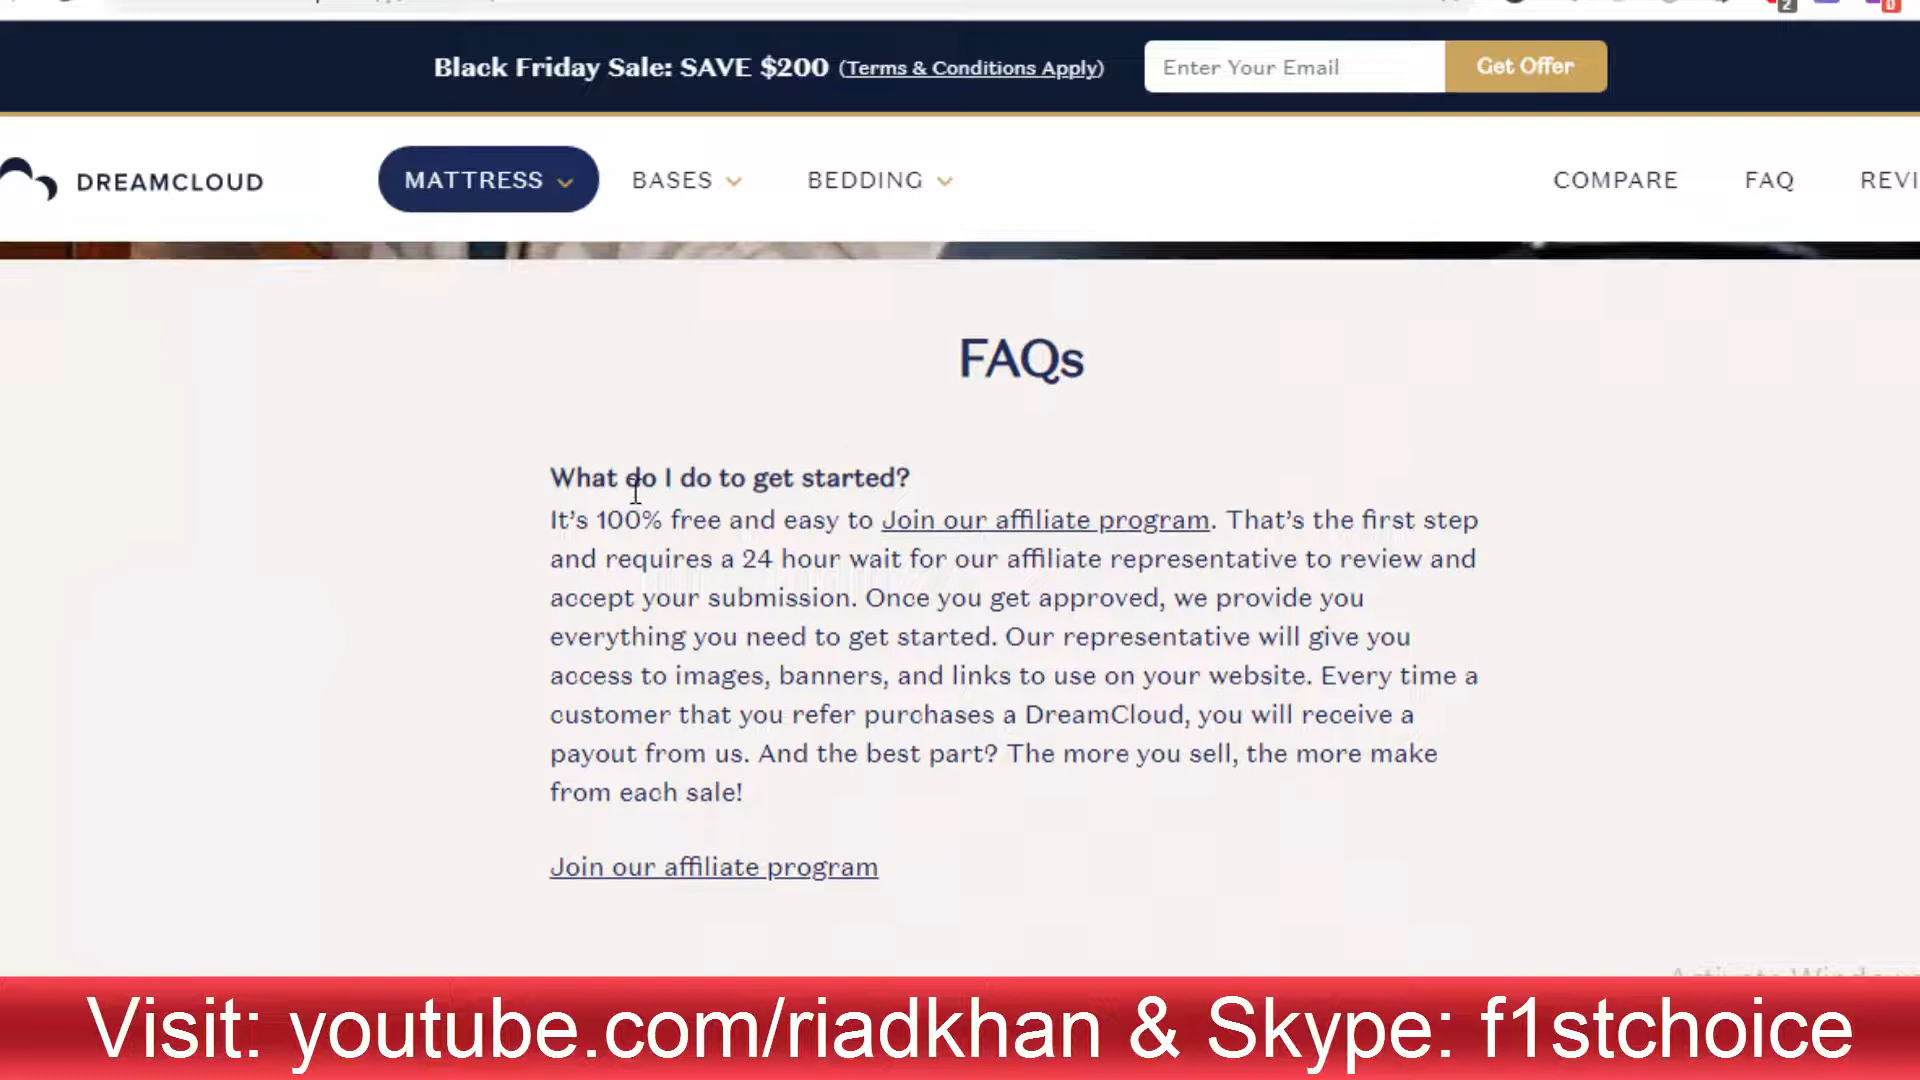 Black Friday Sale: SAVE $200 (Terms & Conditions Apply) Enter Your Email Get Offer
DREAMCLOUD MATTRESS BASES BEDDING COMPARE FAQ REVI
FAQs
What do I do to get started?
It's 100% free and easy to Join our affiliate program. That's the first step
and requires a 24 hour wait for our affiliate representative to review and
accept your submission. Once you get approved, we provide you
everything you need to get started. Our representative will give you
access to images, banners, and links to use on your website. Every time a
customer that you refer purchases a DreamCloud, you will receive a
payout from us. And the best part? The more you sell, the more make
from each sale!
Join our affiliate program
Visit: youtube.com/riadkhan & Skype: f1stchoice